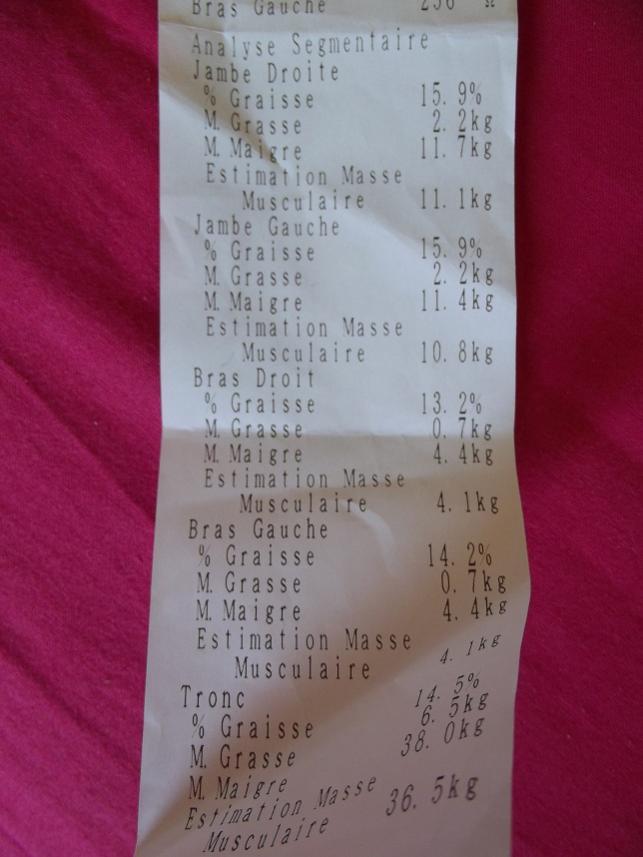 Bras Gauche 256 Ω
Analyse Segmentaire
Jambe Droite
% Graisse 15.9%
M. Grasse 2.2kg
M. Maigre 11.7kg
Estimation Masse
Musculaire 11.1kg
Jambe Gauche
% Graisse 15.9%
M. Grasse 2.2kg
M. Maigre 11.4kg
Estimation Masse
Musculaire 10.8kg
Bras Droit
% Graisse 13.2%
M. Grasse 0.7kg
M. Maigre 4.4kg
Estimation Masse
Musculaire 4.1kg
Bras Gauche
% Graisse 14.2%
M. Grasse 0.7kg
M. Maigre 4.4kg
Estimation Masse
Musculaire 4.1kg
Tronc
% Graisse 14.5%
M. Grasse 6.5kg
M. Maigre 38.0kg
Estimation Masse
Musculaire 36.5kg